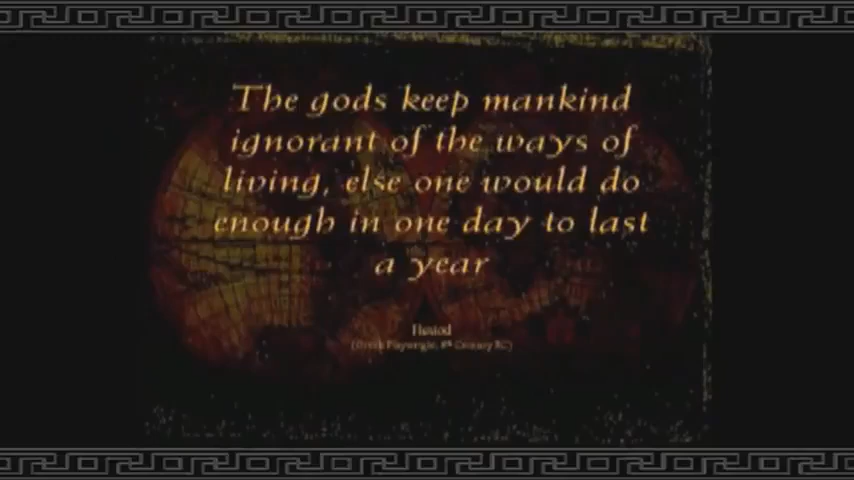 The gods keep mankind
ignorant of the ways of
living, else one would do
enough in one day to last
a year
Hesiod
(Greek Playwright, 8th Century BC)